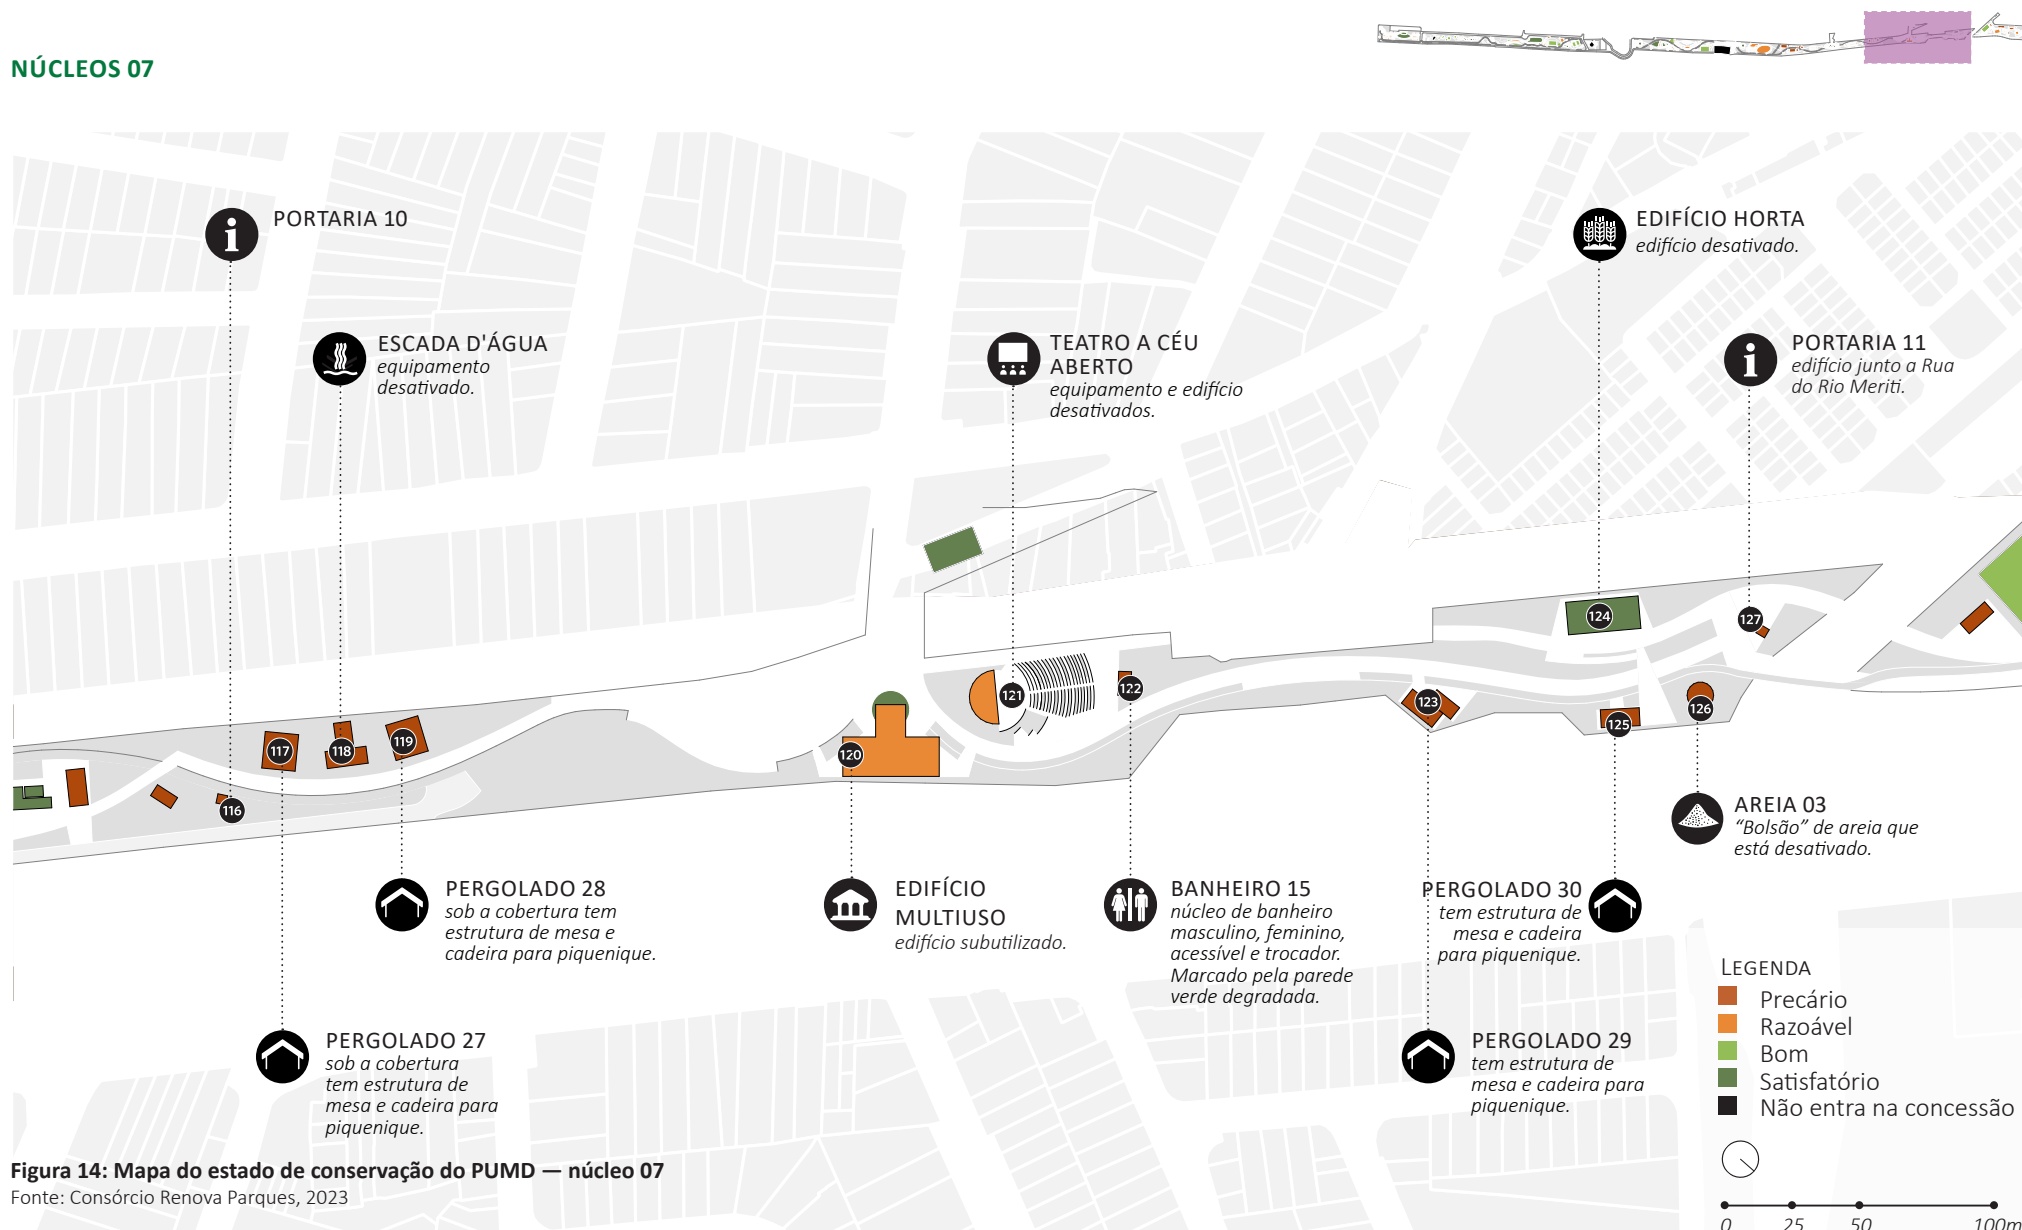 NÚCLEOS 07
PORTARIA 10
EDIFÍCIO HORTA
edifício desativado.
ESCADA D'ÁGUA
equipamento
desativado.
TEATRO A CÉU
ABERTO
equipamento e edifício
desativados.
PORTARIA 11
edifício junto a Rua
do Rio Meriti.
116
117
118
119
120
121
122
123
124
125
126
127
AREIA 03
“Bolsão” de areia que
está desativado.
PERGOLADO 28
sob a cobertura tem
estrutura de mesa e
cadeira para piquenique.
EDIFÍCIO
MULTIUSO
edifício subutilizado.
BANHEIRO 15
núcleo de banheiro
masculino, feminino,
acessível e trocador.
Marcado pela parede
verde degradada.
PERGOLADO 30
tem estrutura de
mesa e cadeira
para piquenique.
PERGOLADO 27
sob a cobertura
tem estrutura de
mesa e cadeira para
piquenique.
PERGOLADO 29
tem estrutura de
mesa e cadeira para
piquenique.
LEGENDA
Precário
Razoável
Bom
Satisfatório
Não entra na concessão
0 25 50 100m
Figura 14: Mapa do estado de conservação do PUMD — núcleo 07
Fonte: Consórcio Renova Parques, 2023